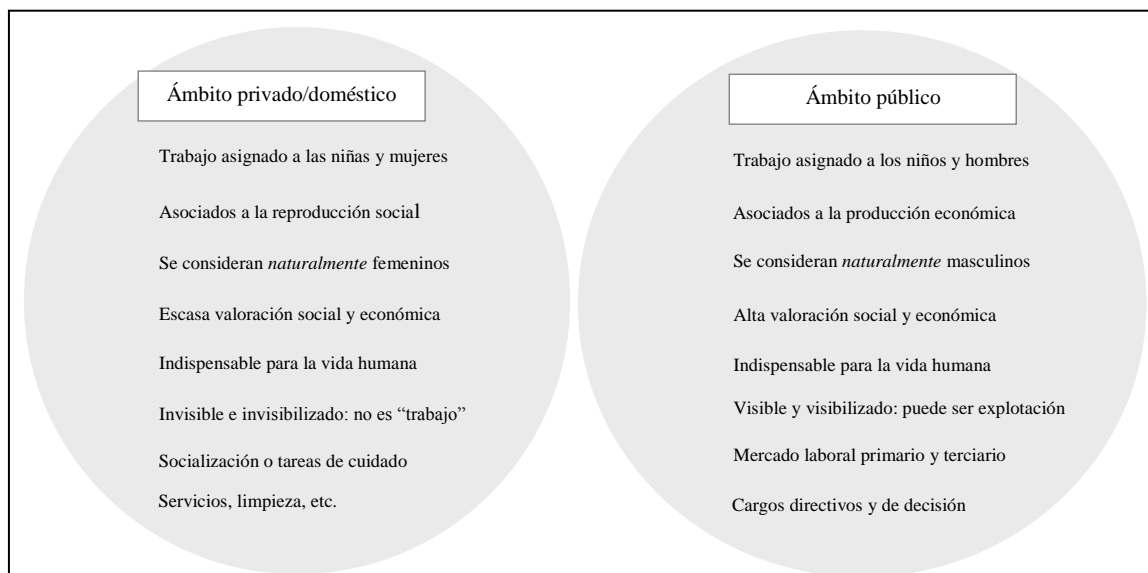 Ámbito privado/doméstico
Trabajo asignado a las niñas y mujeres
Asociados a la reproducción social
Se consideran naturalmente femeninos
Escasa valoración social y económica
Indispensable para la vida humana
Invisible e invisibilizado: no es “trabajo”
Socialización o tareas de cuidado
Servicios, limpieza, etc.
Ámbito público
Trabajo asignado a los niños y hombres
Asociados a la producción económica
Se consideran naturalmente masculinos
Alta valoración social y económica
Indispensable para la vida humana
Visible y visibilizado: puede ser explotación
Mercado laboral primario y terciario
Cargos directivos y de decisión